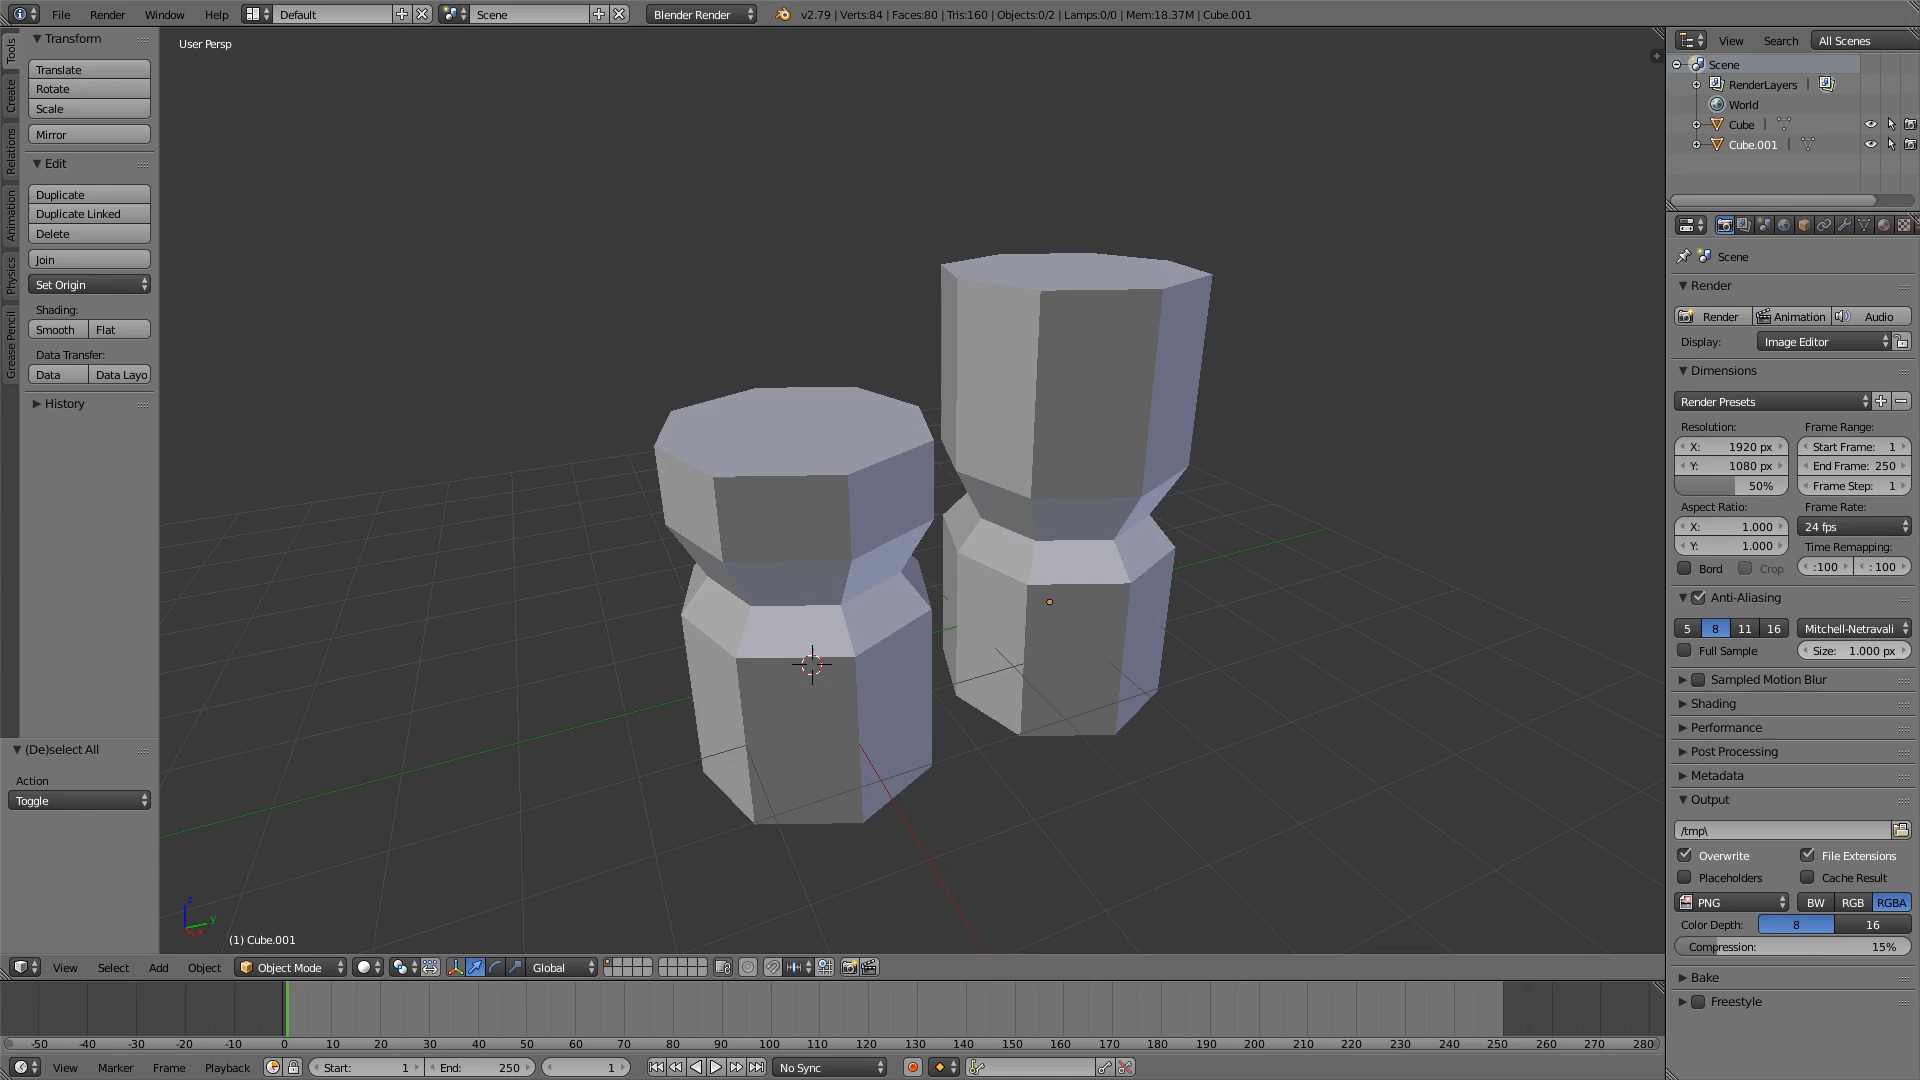 File Render Window Help Default Scene Blender Render v2.79 | Verts:84 | Faces:80 | Tris:160 | Objects:0/2 | Lamps:0/0 | Mem:18.37M | Cube.001
Tools
Create
Relations
Animation
Physics
Grease Pencil
Transform
Translate
Rotate
Scale
Mirror
Edit
Duplicate
Duplicate Linked
Delete
Join
Set Origin
Shading:
Smooth Flat
Data Transfer:
Data Data Layo
History
(De)select All
Action
Toggle
User Persp
z
y
x
(1) Cube.001
View Select Add Object Object Mode Global
-50 -40 -30 -20 -10 0 10 20 30 40 50 60 70 80 90 100 110 120 130 140 150 160 170 180 190 200 210 220 230 240 250 260 270 280
View Marker Frame Playback Start: 1 End: 250 1 No Sync
View Search All Scenes
Scene
RenderLayers |
World
Cube |
Cube.001 |
Scene
Render
Render Animation Audio
Display: Image Editor
Dimensions
Render Presets
Resolution: Frame Range:
X: 1920 px Start Frame: 1
Y: 1080 px End Frame: 250
50% Frame Step: 1
Aspect Ratio: Frame Rate:
X: 1.000 24 fps
Y: 1.000 Time Remapping:
Bord Crop :100 : 100
Anti-Aliasing
5 8 11 16 Mitchell-Netravali
Full Sample Size: 1.000 px
Sampled Motion Blur
Shading
Performance
Post Processing
Metadata
Output
/tmp\
Overwrite File Extensions
Placeholders Cache Result
PNG BW RGB RGBA
Color Depth: 8 16
Compression: 15%
Bake
Freestyle